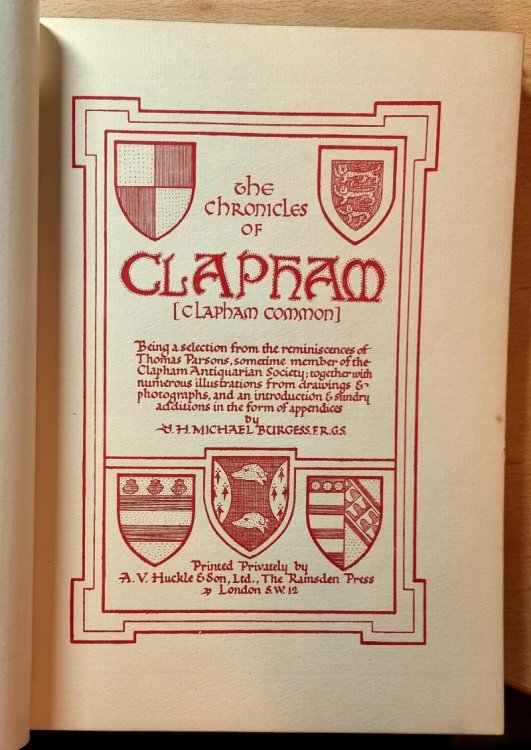 The
Chronicles
OF
CLAPHAM
[Clapham Common]
Being a selection from the reminiscences of
Thomas Parsons, sometime member of the
Clapham Antiquarian Society; together with
numerous illustrations from drawings &
photographs, and an introduction & sundry
additions in the form of appendices
by
J. H. MICHAEL BURGESS, F.R.G.S.
Printed Privately by
A. V. Huckle & Son, Ltd., The Ramsden Press
London S.W. 12